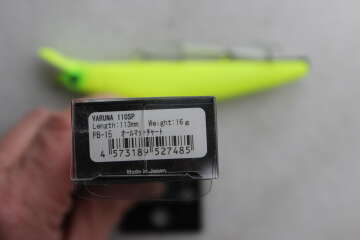 VARUNA 110SP
Length:113mm Weight:16g
PB-15 オールマットチャート
4 573189 527485
Made in Japan